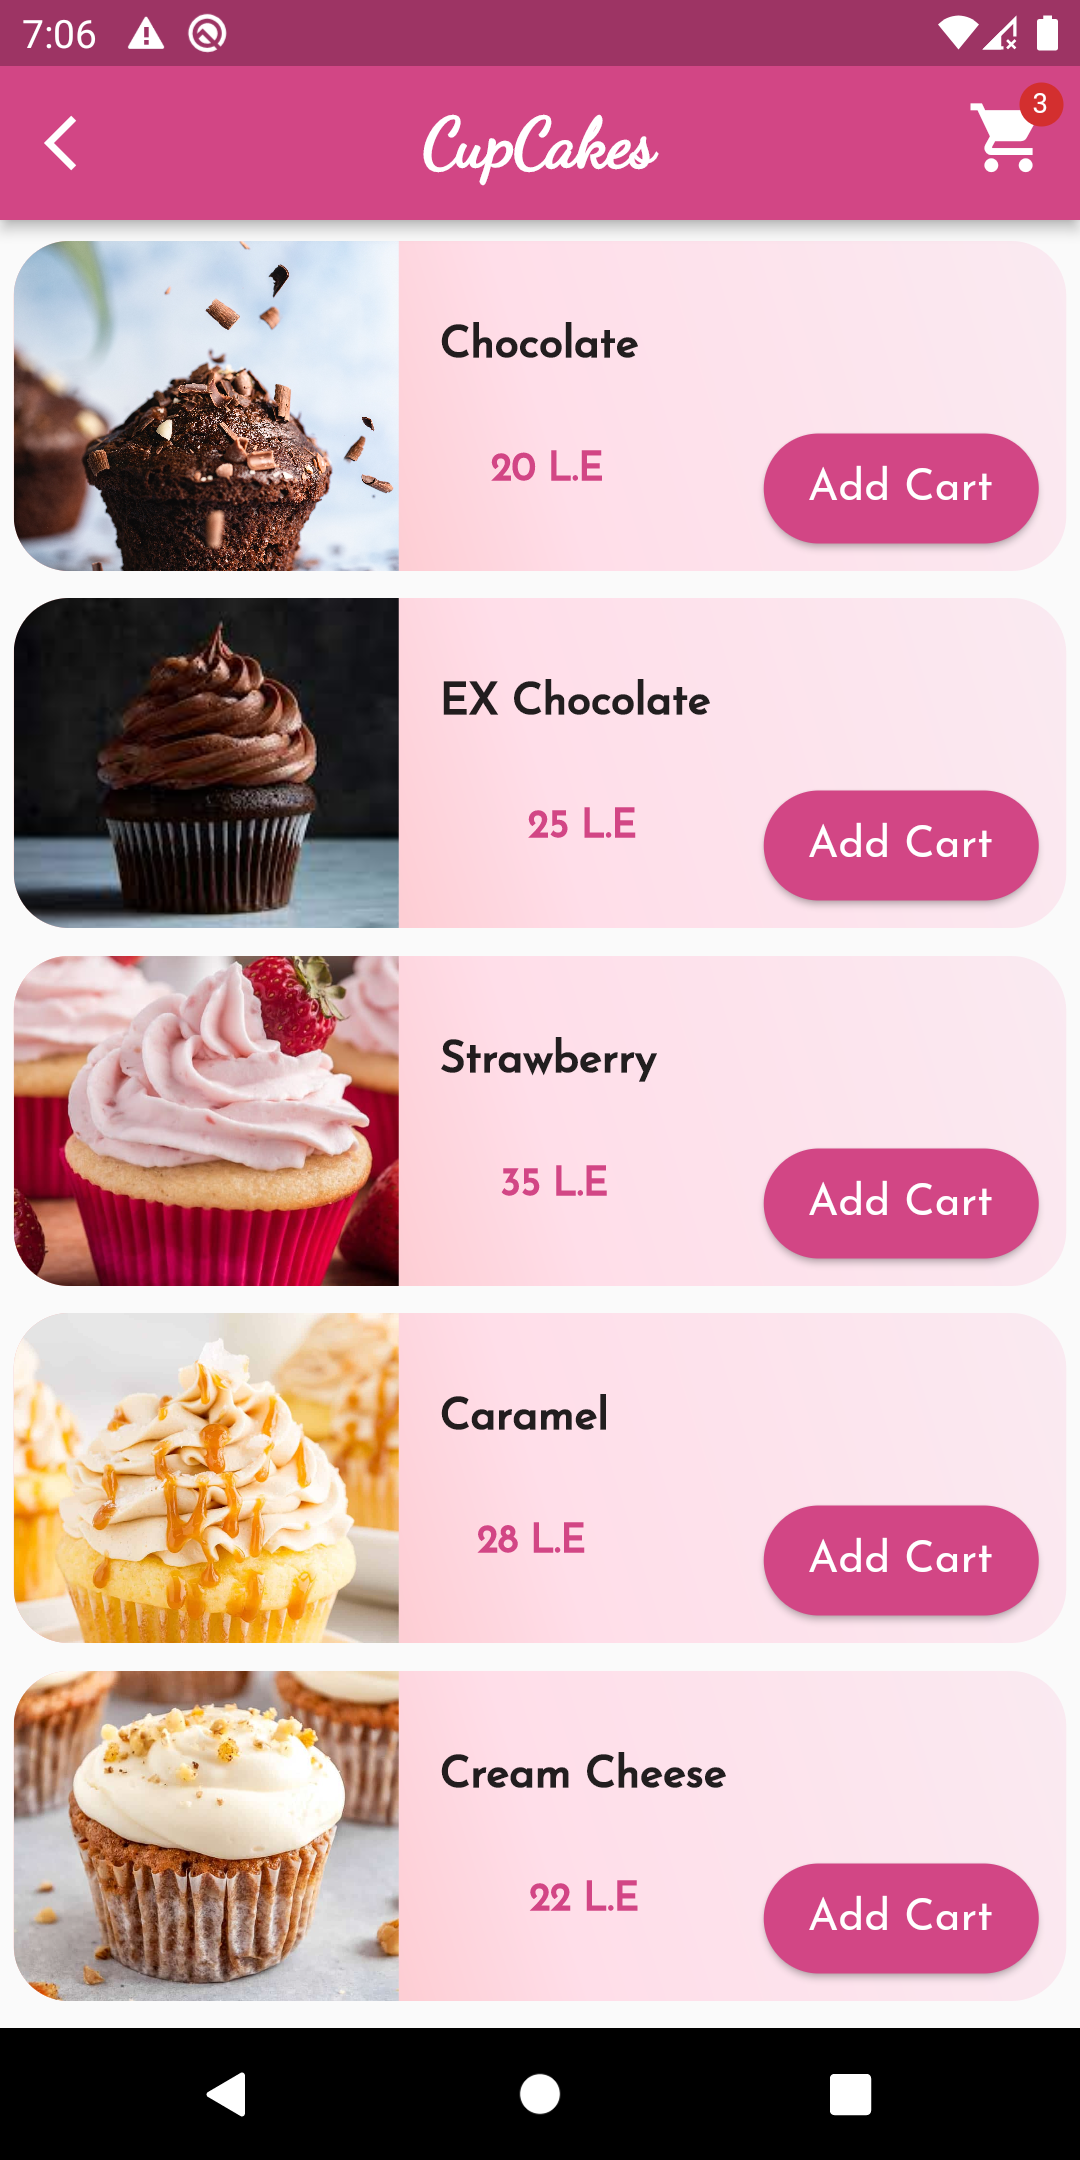 7:06
CupCakes
3
Chocolate
20 L.E
Add Cart
EX Chocolate
25 L.E
Add Cart
Strawberry
35 L.E
Add Cart
Caramel
28 L.E
Add Cart
Cream Cheese
22 L.E
Add Cart